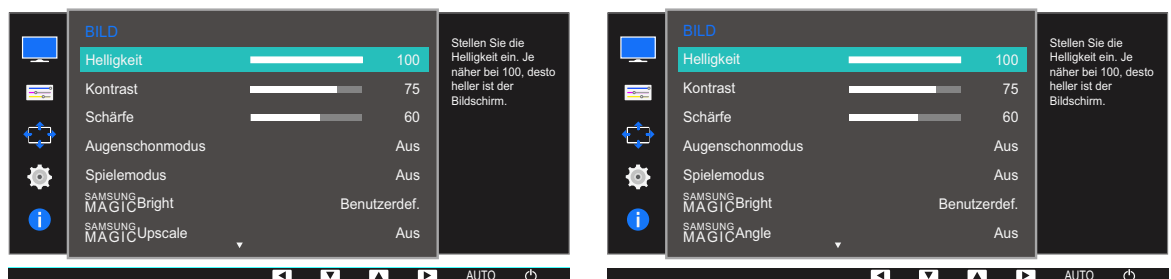 BILD
Helligkeit 100
Kontrast 75
Schärfe 60
Augenschonmodus Aus
Spielemodus Aus
SAMSUNG
MAGICBright Benutzerdef.
SAMSUNG
MAGICUpscale Aus
Stellen Sie die
Helligkeit ein. Je
näher bei 100, desto
heller ist der
Bildschirm.
AUTO
BILD
Helligkeit 100
Kontrast 75
Schärfe 60
Augenschonmodus Aus
Spielemodus Aus
SAMSUNG
MAGICBright Benutzerdef.
SAMSUNG
MAGICAngle Aus
Stellen Sie die
Helligkeit ein. Je
näher bei 100, desto
heller ist der
Bildschirm.
AUTO